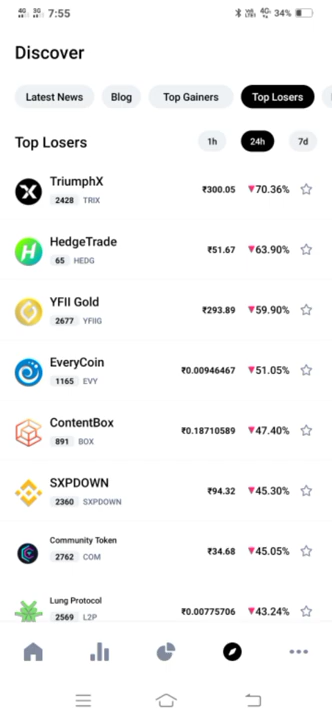 4G 3G 7:55 4G 34%
Discover
Latest News Blog Top Gainers Top Losers
Top Losers 1h 24h 7d
TriumphX
2428 TRIX ₹300.05 ▼70.36%
HedgeTrade
65 HEDG ₹51.67 ▼63.90%
YFII Gold
2677 YFIIG ₹293.89 ▼59.90%
EveryCoin
1165 EVY ₹0.00946467 ▼51.05%
ContentBox
891 BOX ₹0.18710589 ▼47.40%
SXPDOWN
2360 SXPDOWN ₹94.32 ▼45.30%
Community Token
2762 COM ₹34.68 ▼45.05%
Lung Protocol
2569 L2P ₹0.00775706 ▼43.24%